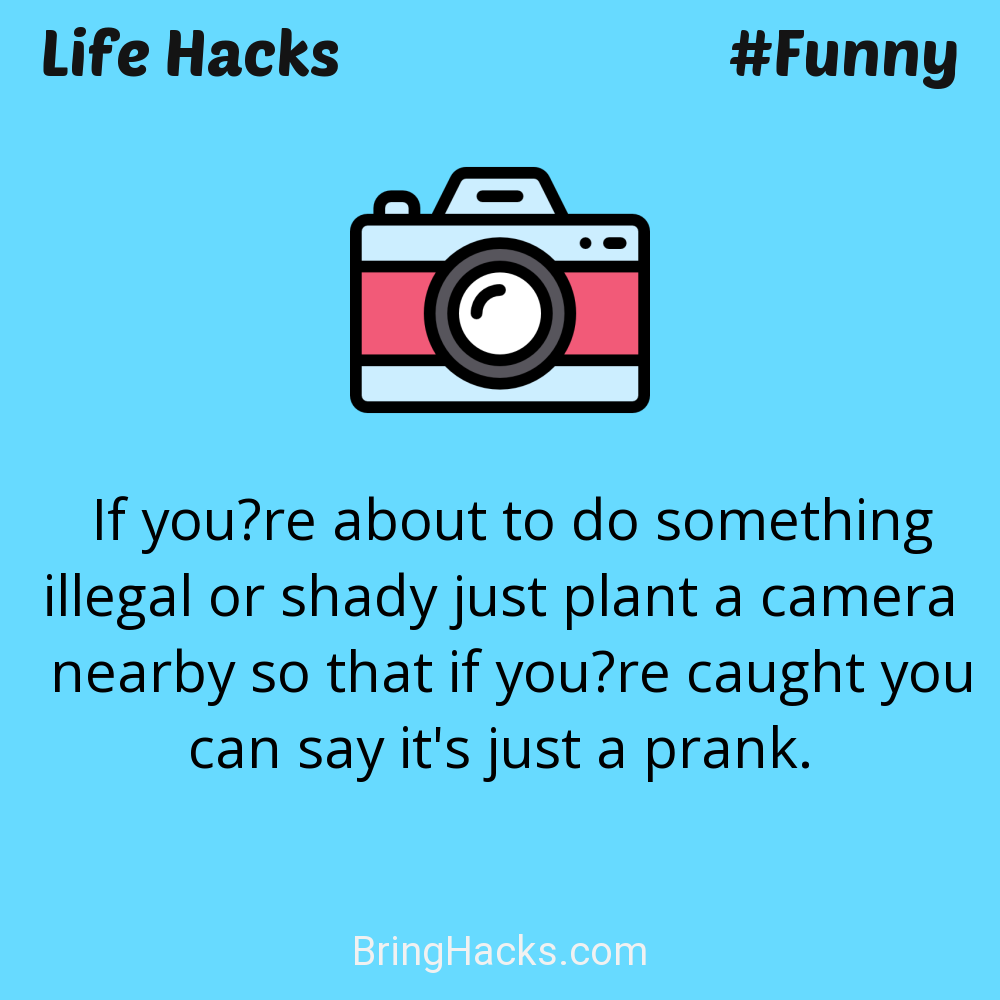 Life Hacks
#Funny
If you?re about to do something
illegal or shady just plant a camera
nearby so that if you?re caught you
can say it's just a prank.
BringHacks.com